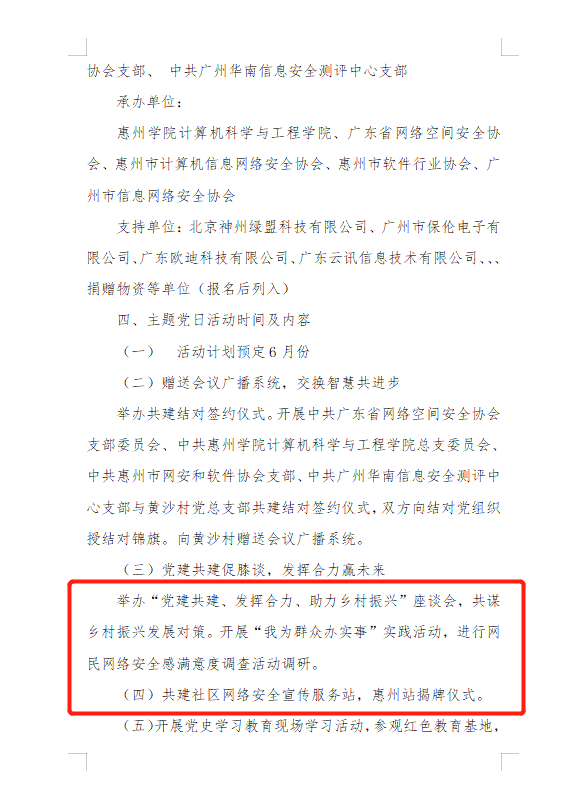 协会支部、 中共广州华南信息安全测评中心支部
承办单位：
惠州学院计算机科学与工程学院、广东省网络空间安全协
会、惠州市计算机信息网络安全协会、惠州市软件行业协会、广
州市信息网络安全协会
支持单位：北京神州绿盟科技有限公司、广州市保伦电子有
限公司、广东欧迪科技有限公司、广东云讯信息技术有限公司、、、
捐赠物资等单位（报名后列入）
四、主题党日活动时间及内容
（一） 活动计划预定6月份
（二）赠送会议广播系统，交换智慧共进步
举办共建结对签约仪式。开展中共广东省网络空间安全协会
支部委员会、中共惠州学院计算机科学与工程学院总支委员会、
中共惠州市网安和软件协会支部、中共广州华南信息安全测评中
心支部与黄沙村党总支部共建结对签约仪式，双方向结对党组织
授结对锦旗。向黄沙村赠送会议广播系统。
（三）党建共建促膝谈，发挥合力赢未来
举办“党建共建、发挥合力、助力乡村振兴”座谈会，共谋
乡村振兴发展对策。开展“我为群众办实事”实践活动，进行网
民网络安全感满意度调查活动调研。
（四）共建社区网络安全宣传服务站，惠州站揭牌仪式。
（五）开展党史学习教育现场学习活动，参观红色教育基地，